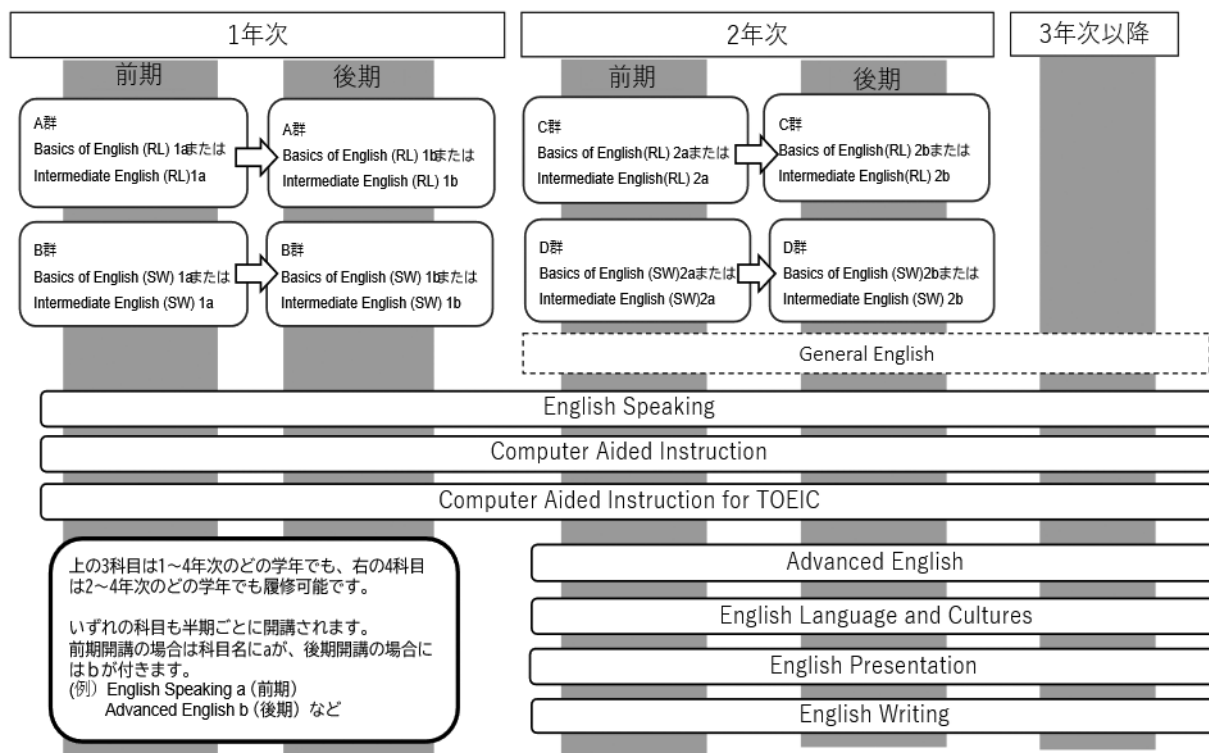 1年次
2年次
3年次以降
前期
後期
前期
後期
A群
Basics of English (RL) 1aまたは
Intermediate English (RL)1a
A群
Basics of English (RL) 1bまたは
Intermediate English (RL) 1b
C群
Basics of English(RL) 2aまたは
Intermediate English(RL) 2a
C群
Basics of English(RL) 2bまたは
Intermediate English(RL) 2b
B群
Basics of English (SW) 1aまたは
Intermediate English (SW) 1a
B群
Basics of English (SW) 1bまたは
Intermediate English (SW) 1b
D群
Basics of English (SW)2aまたは
Intermediate English (SW)2a
D群
Basics of English (SW)2bまたは
Intermediate English (SW) 2b
General English
English Speaking
Computer Aided Instruction
Computer Aided Instruction for TOEIC
上の3科目は1~4年次のどの学年でも、右の4科目
は2~4年次のどの学年でも履修可能です。
いずれの科目も半期ごとに開講されます。
前期開講の場合は科目名にaが、後期開講の場合に
はｂが付きます。
(例）English Speaking a (前期)
Advanced English b (後期) など
Advanced English
English Language and Cultures
English Presentation
English Writing